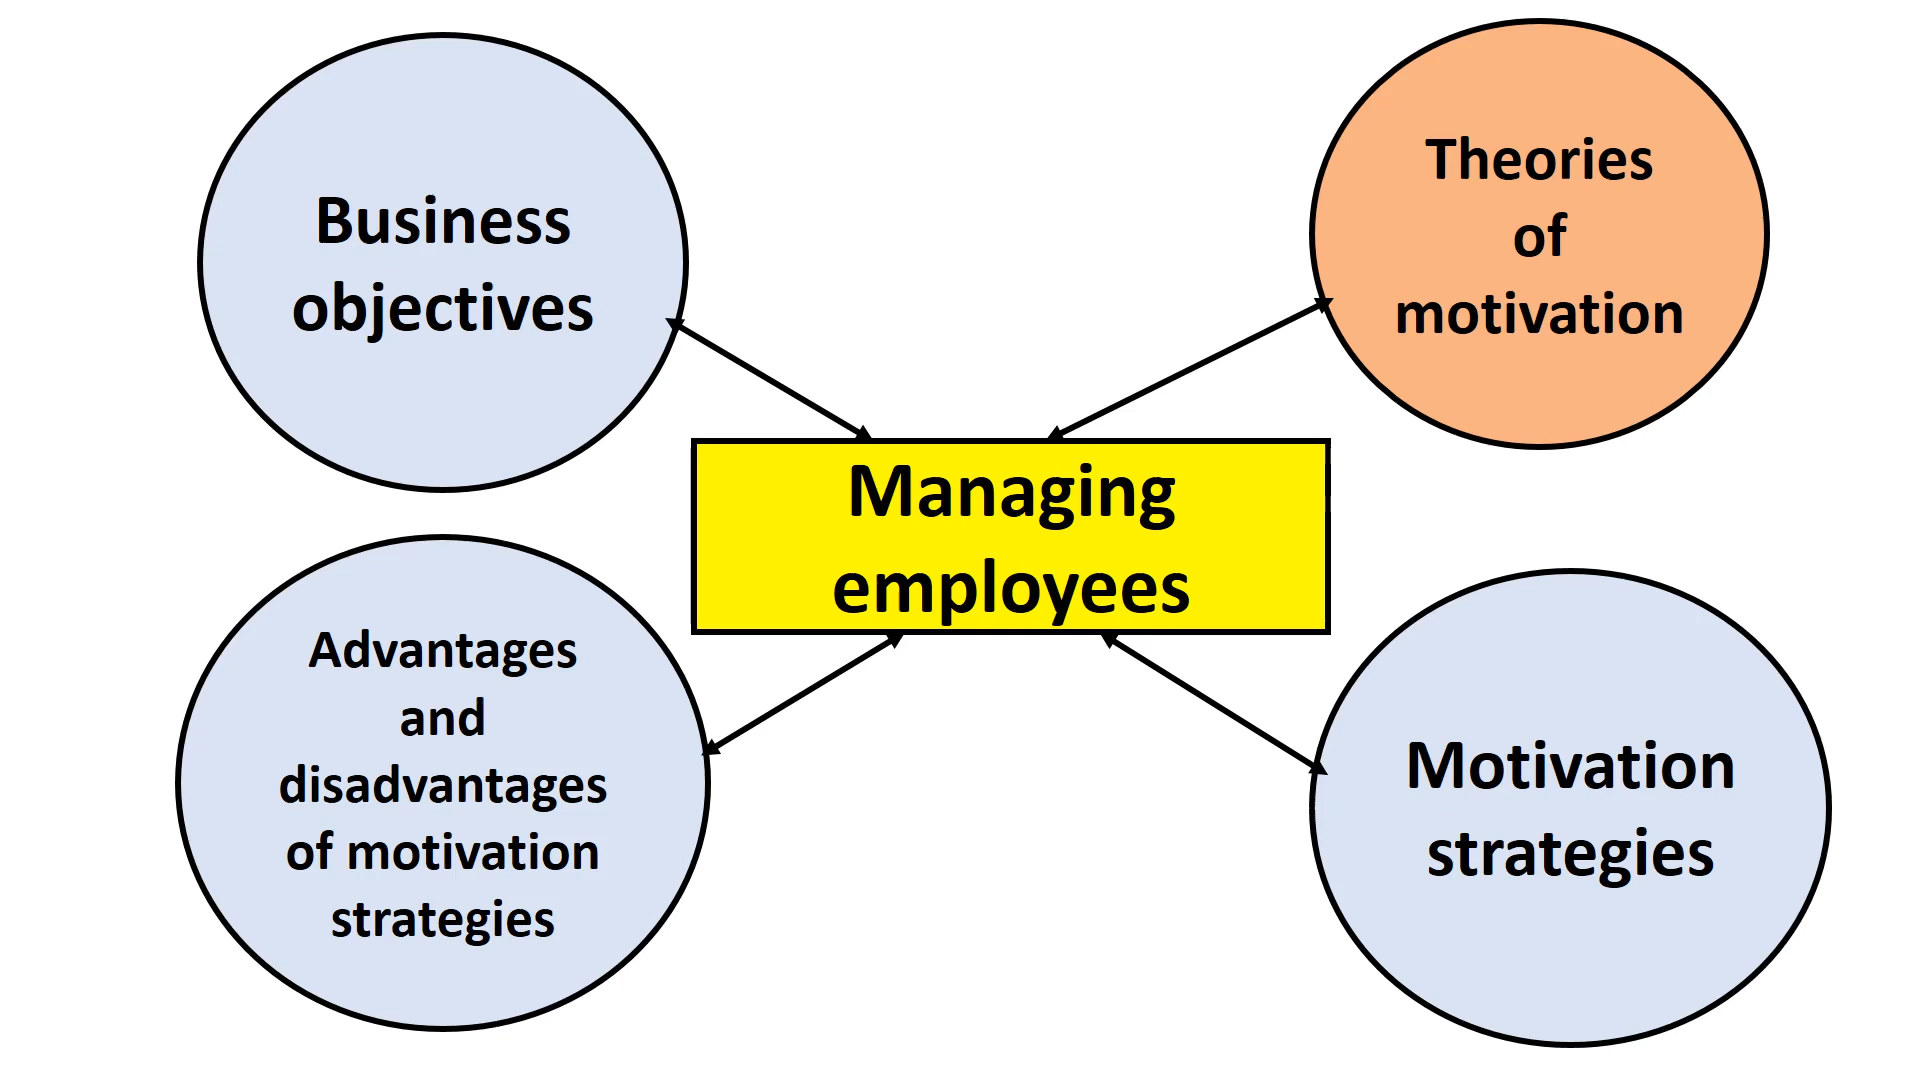 Business
objectives
Theories
of
motivation
Managing
employees
Advantages
and
disadvantages
of motivation
strategies
Motivation
strategies